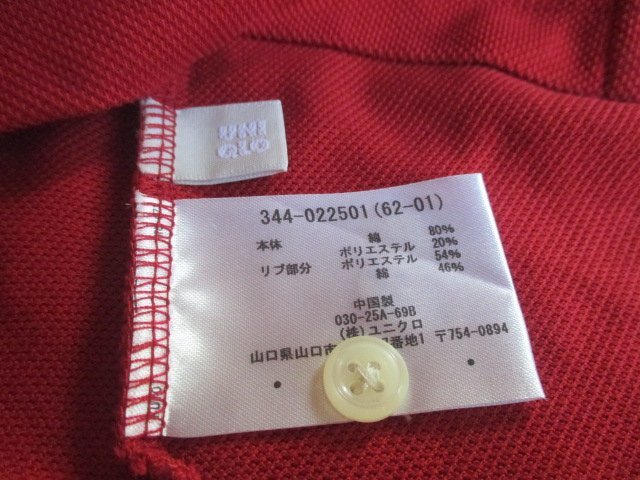 UNI
QLO
344-022501(62-01)
本体 綿 80%
ポリエステル 20%
リブ部分 ポリエステル 54%
綿 46%
中国製
030-25A-69B
(株)ユニクロ
山口県山口市 番地1 〒754-0894